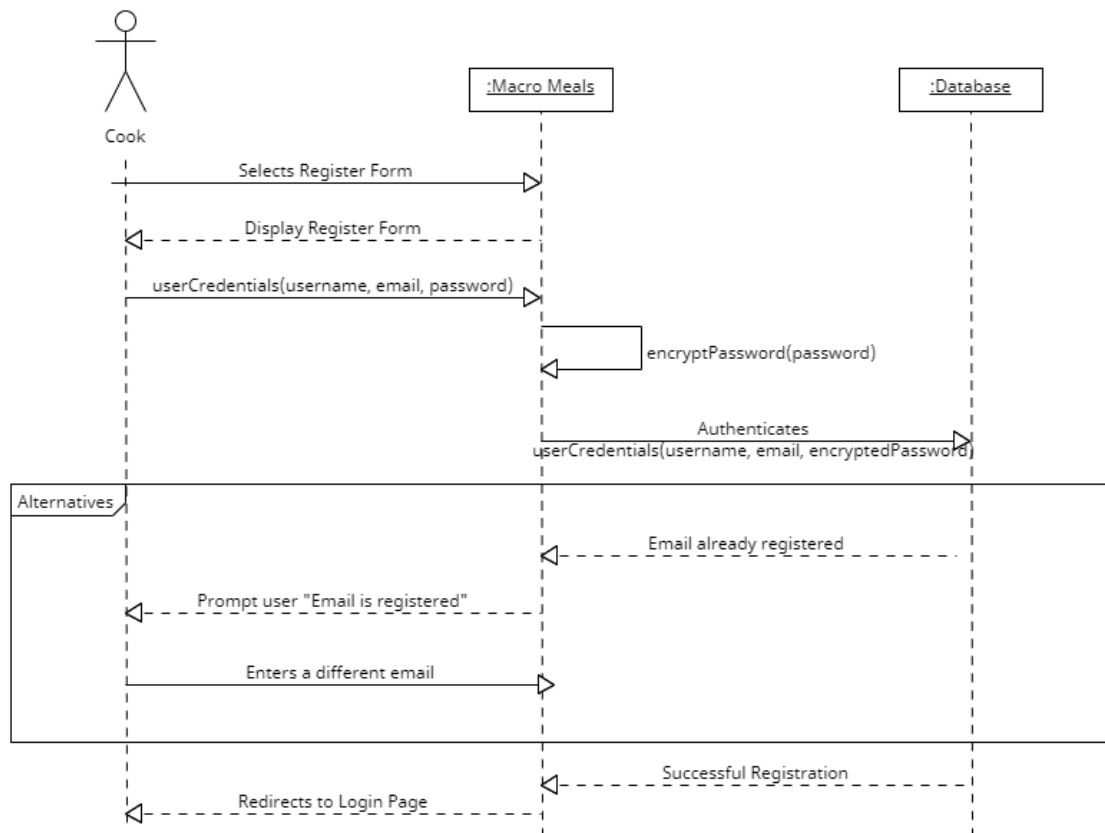 :Macro Meals
:Database
Cook
Selects Register Form
Display Register Form
userCredentials(username, email, password)
encryptPassword(password)
Authenticates
userCredentials(username, email, encryptedPassword)
Alternatives
Email already registered
Prompt user "Email is registered"
Enters a different email
Successful Registration
Redirects to Login Page